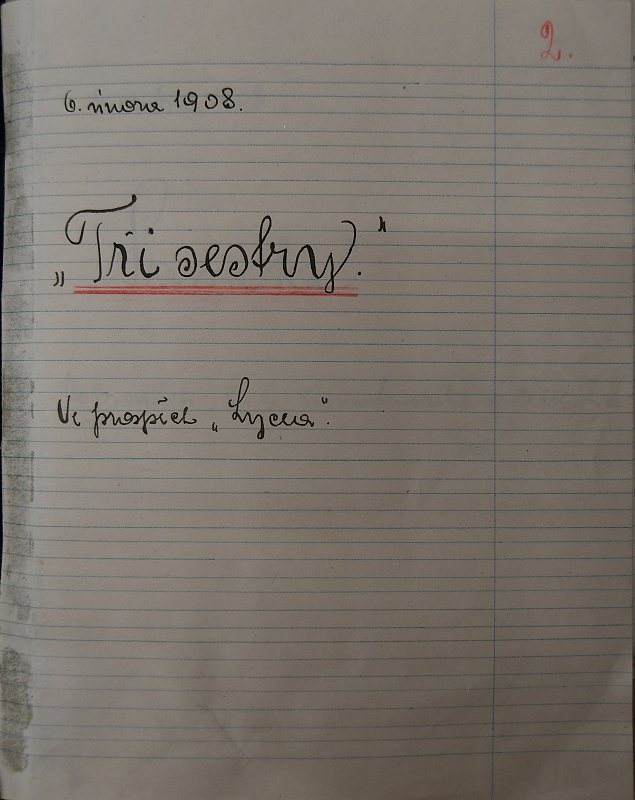 2.
6. února 1908.
„Tři sestry."
Ve prospěch „Lycea".